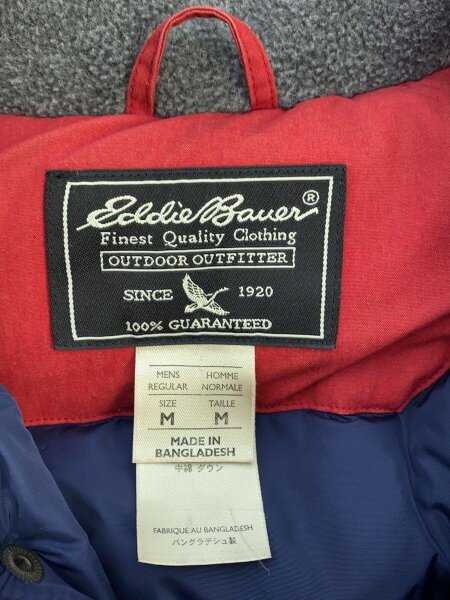 Eddie Bauer ®
Finest Quality Clothing
OUTDOOR OUTFITTER
SINCE 1920
100% GUARANTEED
MENS HOMME
REGULAR NORMALE
SIZE TAILLE
M M
MADE IN
BANGLADESH
中綿 ダウン
FABRIQUE AU BANGLADESH
バングラデシュ製